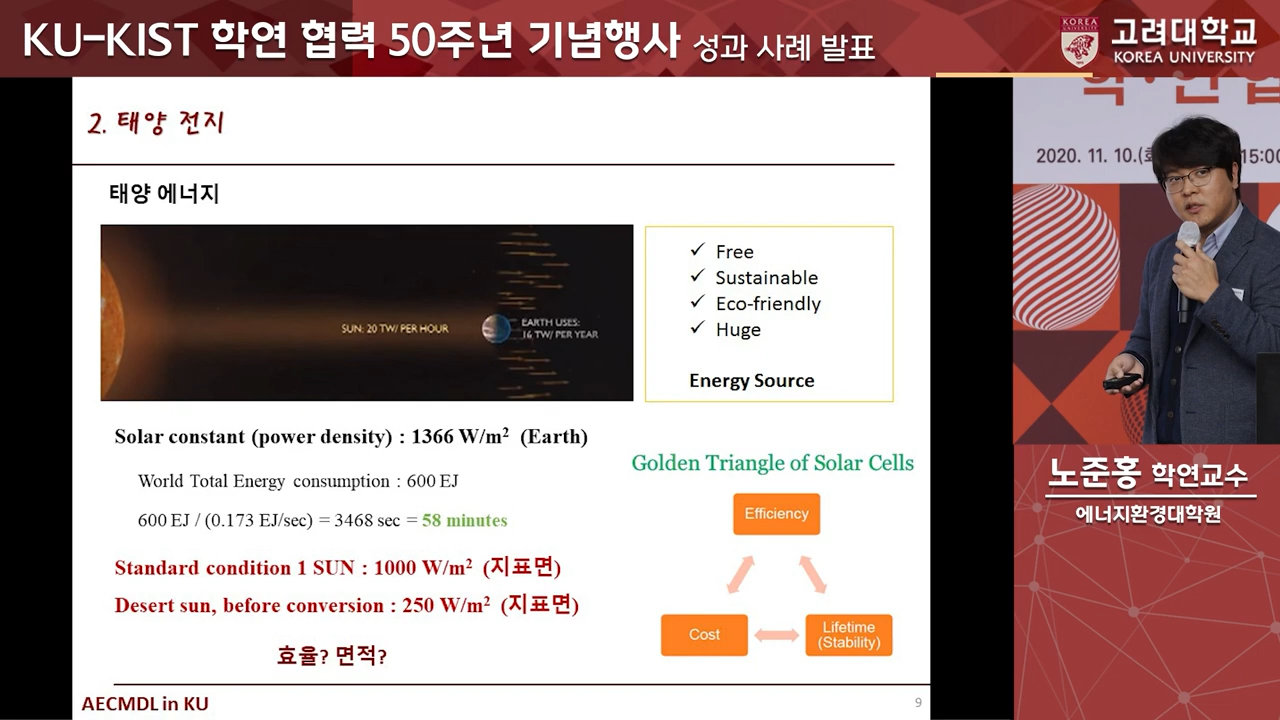 KU-KIST 학연 협력 50주년 기념행사 성과 사례 발표
KOREA UNIVERSITY
고려대학교
KOREA UNIVERSITY
2020. 11. 10.(화
15:00
2. 태양 전지
태양 에너지
SUN: 20 TW/ PER HOUR
EARTH USES:
16 TW/ PER YEAR
✓ Free
✓ Sustainable
✓ Eco-friendly
✓ Huge
Energy Source
Solar constant (power density) : 1366 W/m² (Earth)
World Total Energy consumption : 600 EJ
600 EJ / (0.173 EJ/sec) = 3468 sec = 58 minutes
Standard condition 1 SUN : 1000 W/m² (지표면)
Desert sun, before conversion : 250 W/m² (지표면)
효율? 면적?
Golden Triangle of Solar Cells
Efficiency
Cost
Lifetime
(Stability)
AECMDL in KU
9
노준홍 학연교수
에너지환경대학원